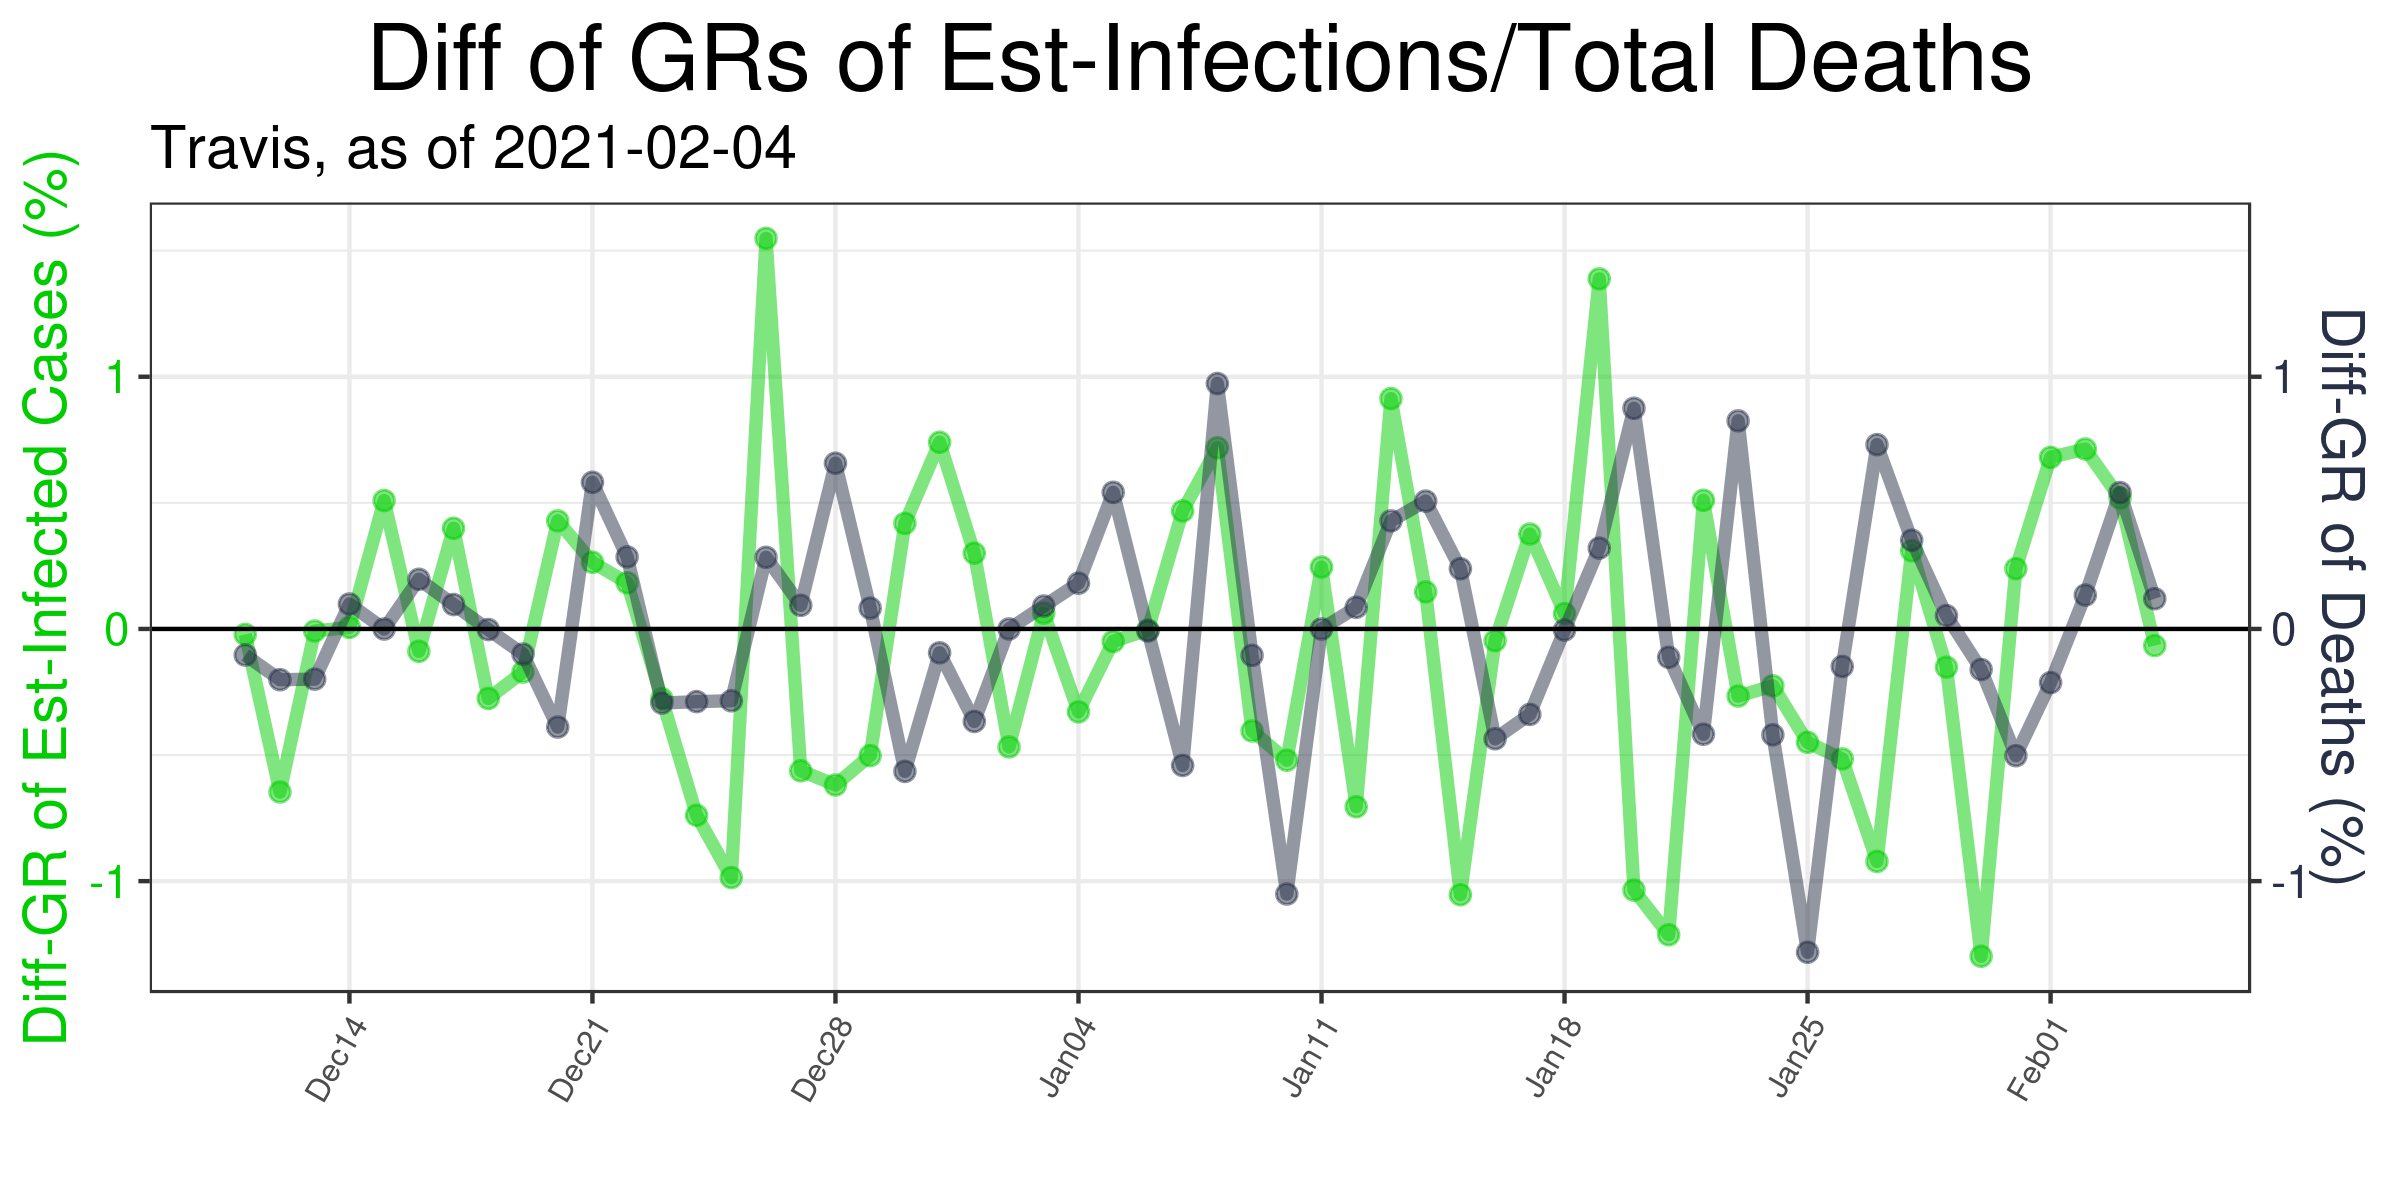 Diff of GRs of Est-Infections/Total Deaths
Travis, as of 2021-02-04
Diff-GR of Est-Infected Cases (%)
1
0
-1
1
0
-1
Diff-GR of Deaths (%)
Dec14
Dec21
Dec28
Jan04
Jan11
Jan18
Jan25
Feb01